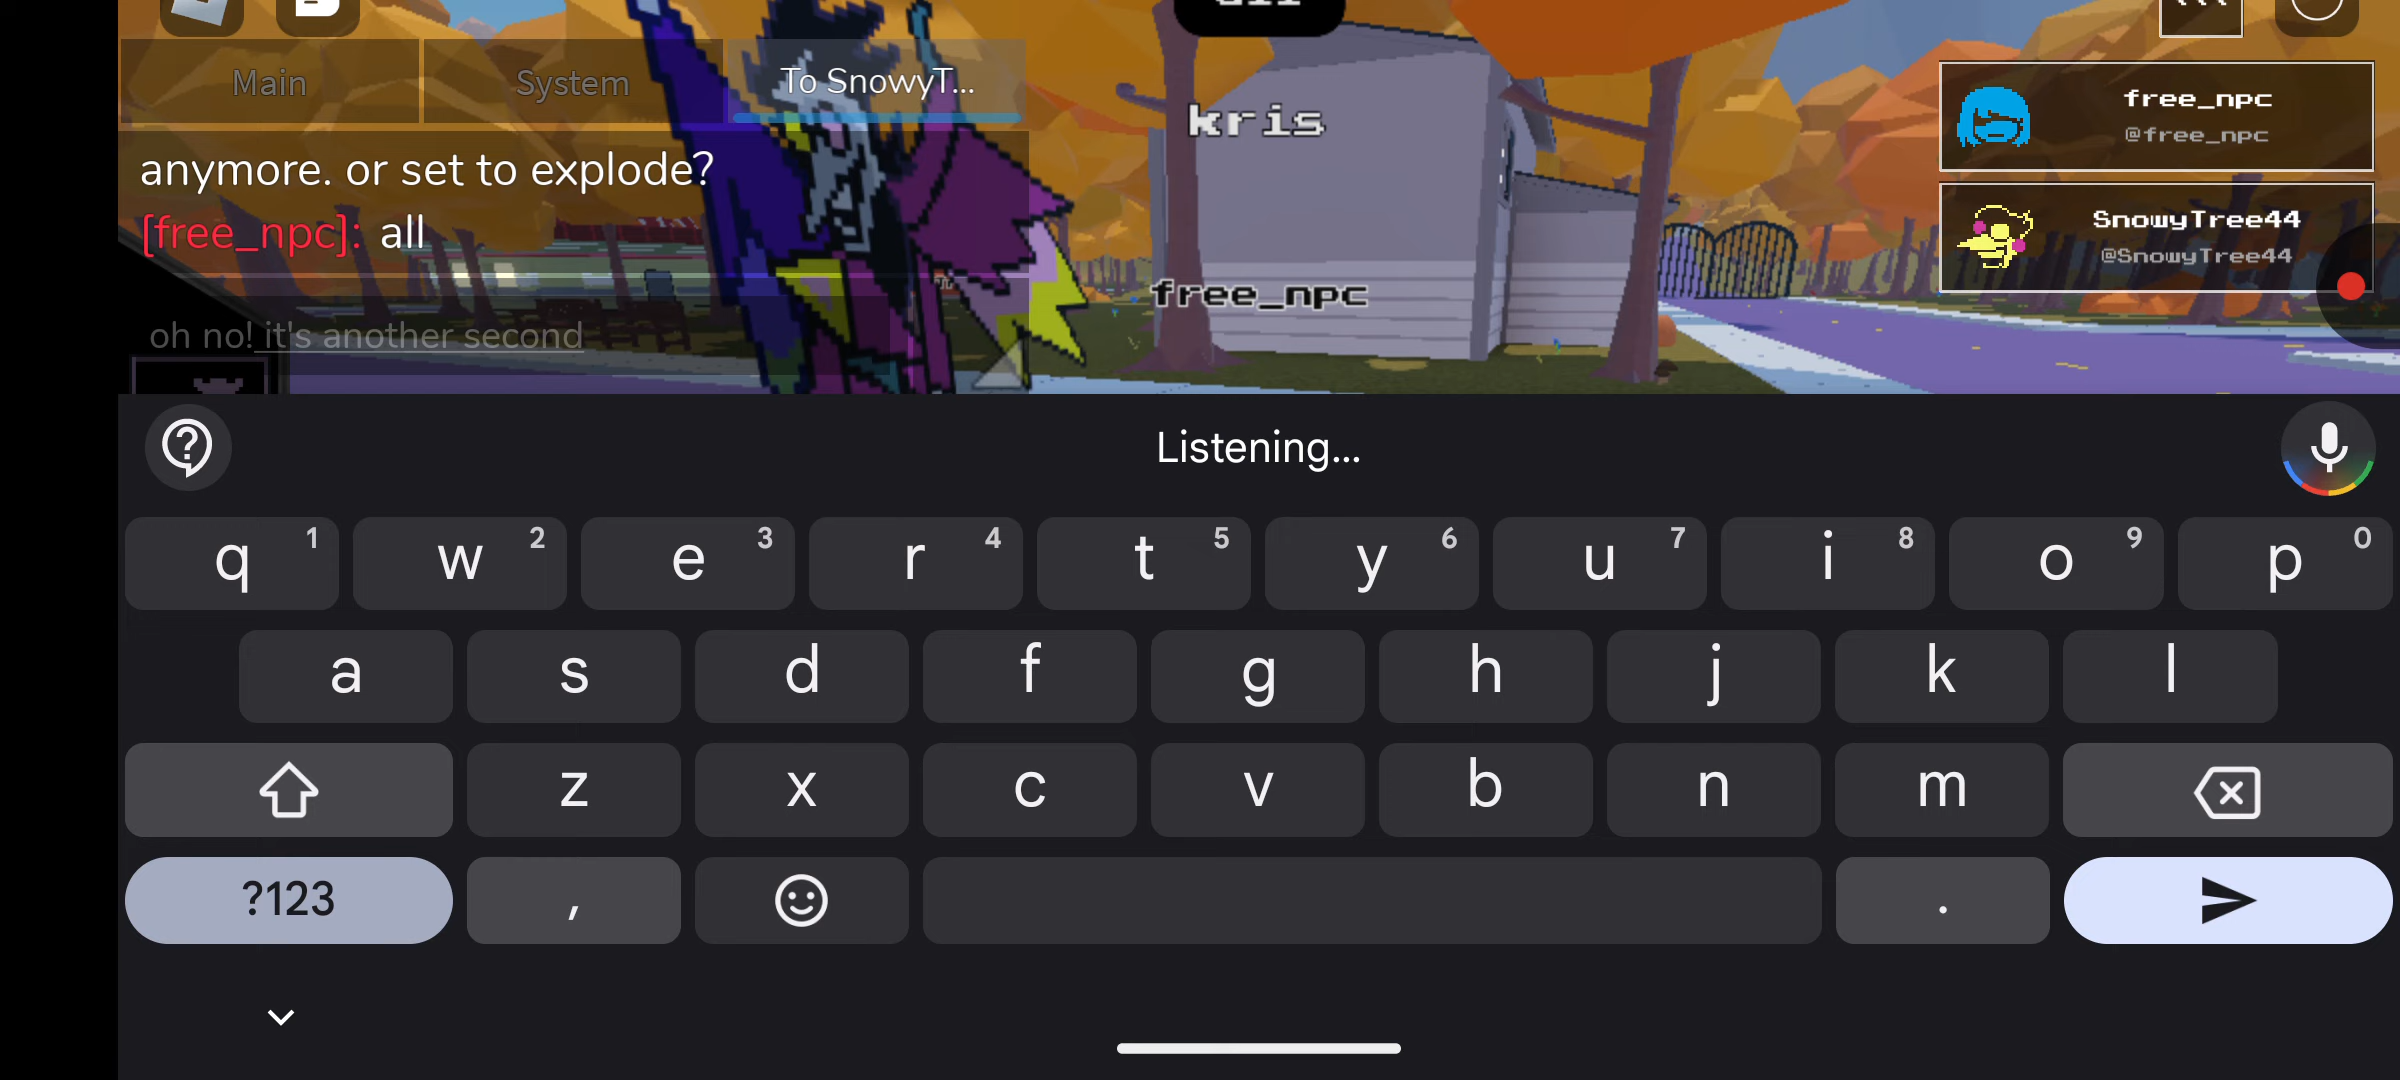 Main
System
To SnowyT...
anymore. or set to explode?
[free_npc]: all
oh no! it's another second
all
kris
free_npc
free_npc
@free_npc
SnowyTree44
@SnowyTree44
Listening...
q 1 w 2 e 3 r 4 t 5 y 6 u 7 i 8 o 9 p 0
a s d f g h j k l
z x c v b n m
?123 , .